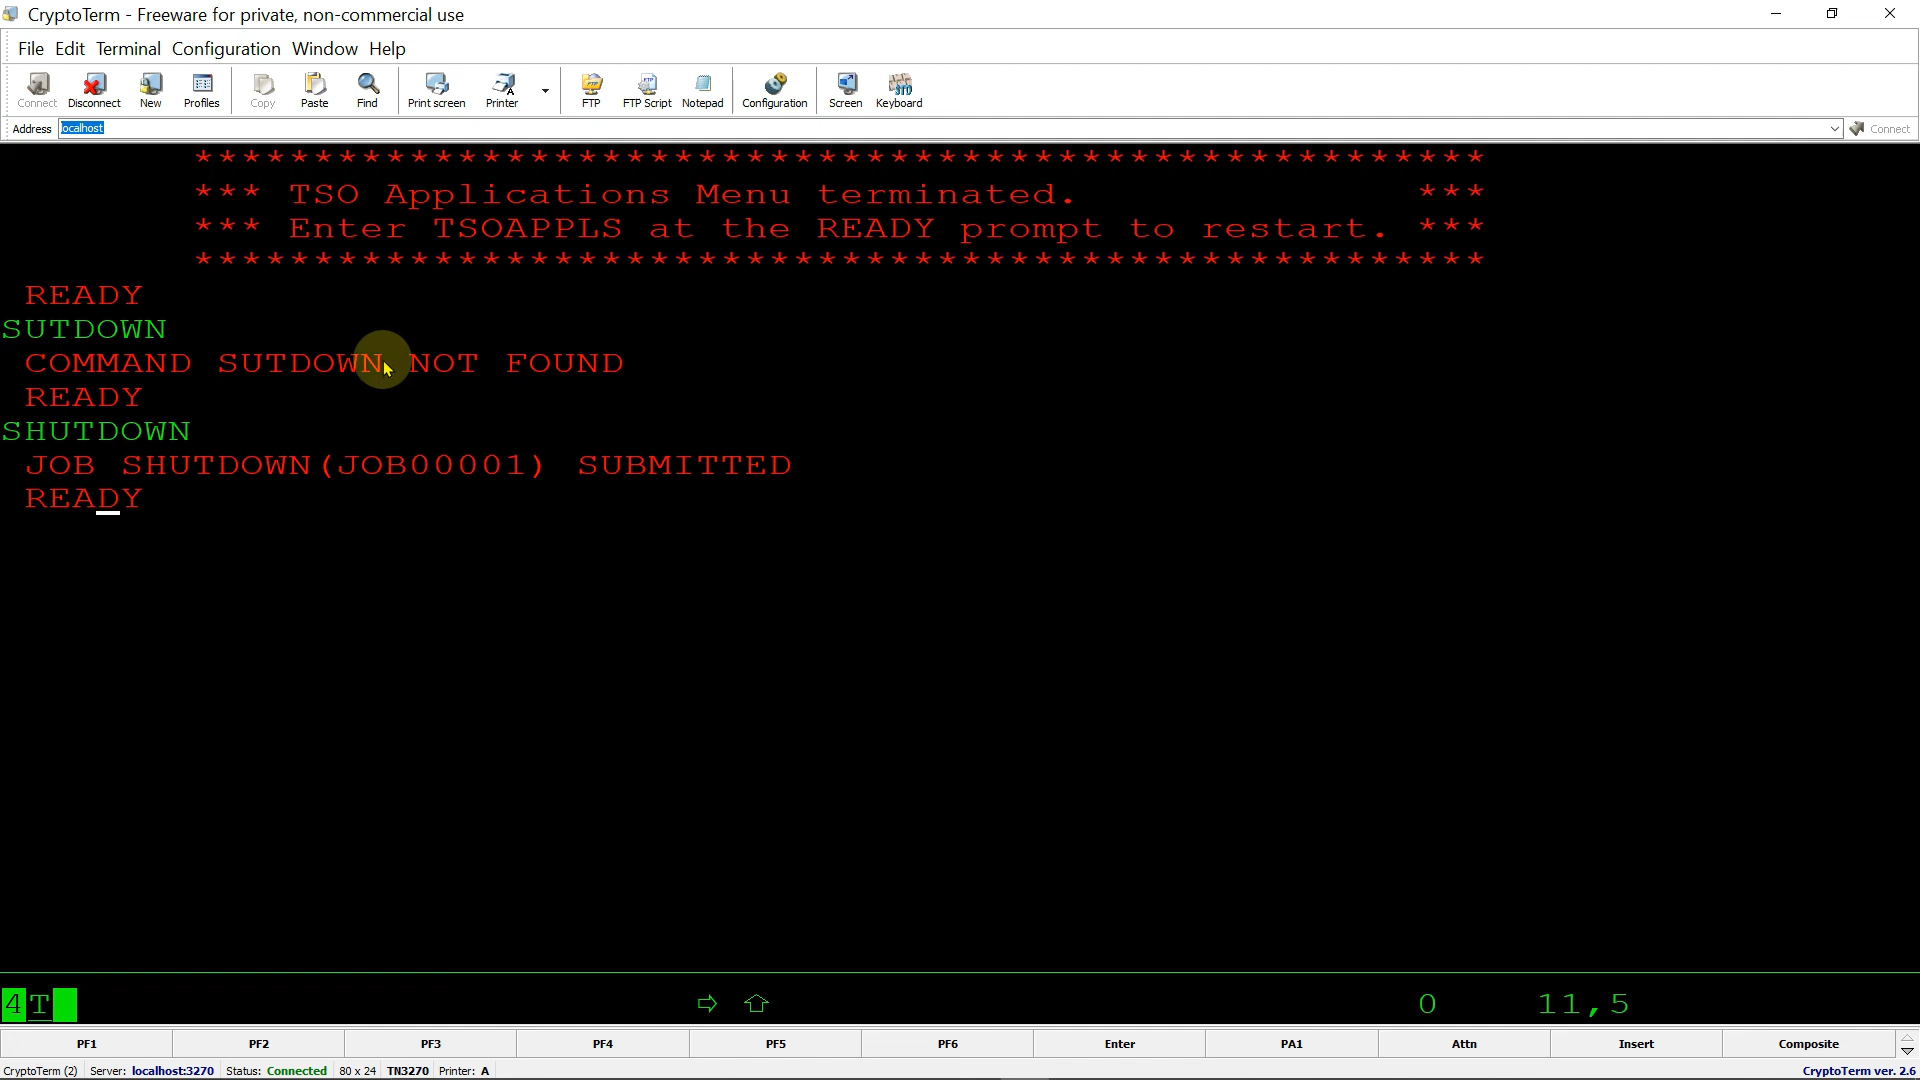 CryptoTerm - Freeware for private, non-commercial use
File Edit Terminal Configuration Window Help
Connect Disconnect New Profiles Copy Paste Find Print screen Printer FTP FTP Script Notepad Configuration Screen Keyboard
Address localhost Connect
******************************************************
*** TSO Applications Menu terminated. ***
*** Enter TSOAPPLS at the READY prompt to restart. ***
******************************************************
READY
SUTDOWN
COMMAND SUTDOWN NOT FOUND
READY
SHUTDOWN
JOB SHUTDOWN(JOB00001) SUBMITTED
READY
4T 0 11,5
PF1 PF2 PF3 PF4 PF5 PF6 Enter PA1 Attn Insert Composite
CryptoTerm (2) Server: localhost:3270 Status: Connected 80 x 24 TN3270 Printer: A CryptoTerm ver. 2.6